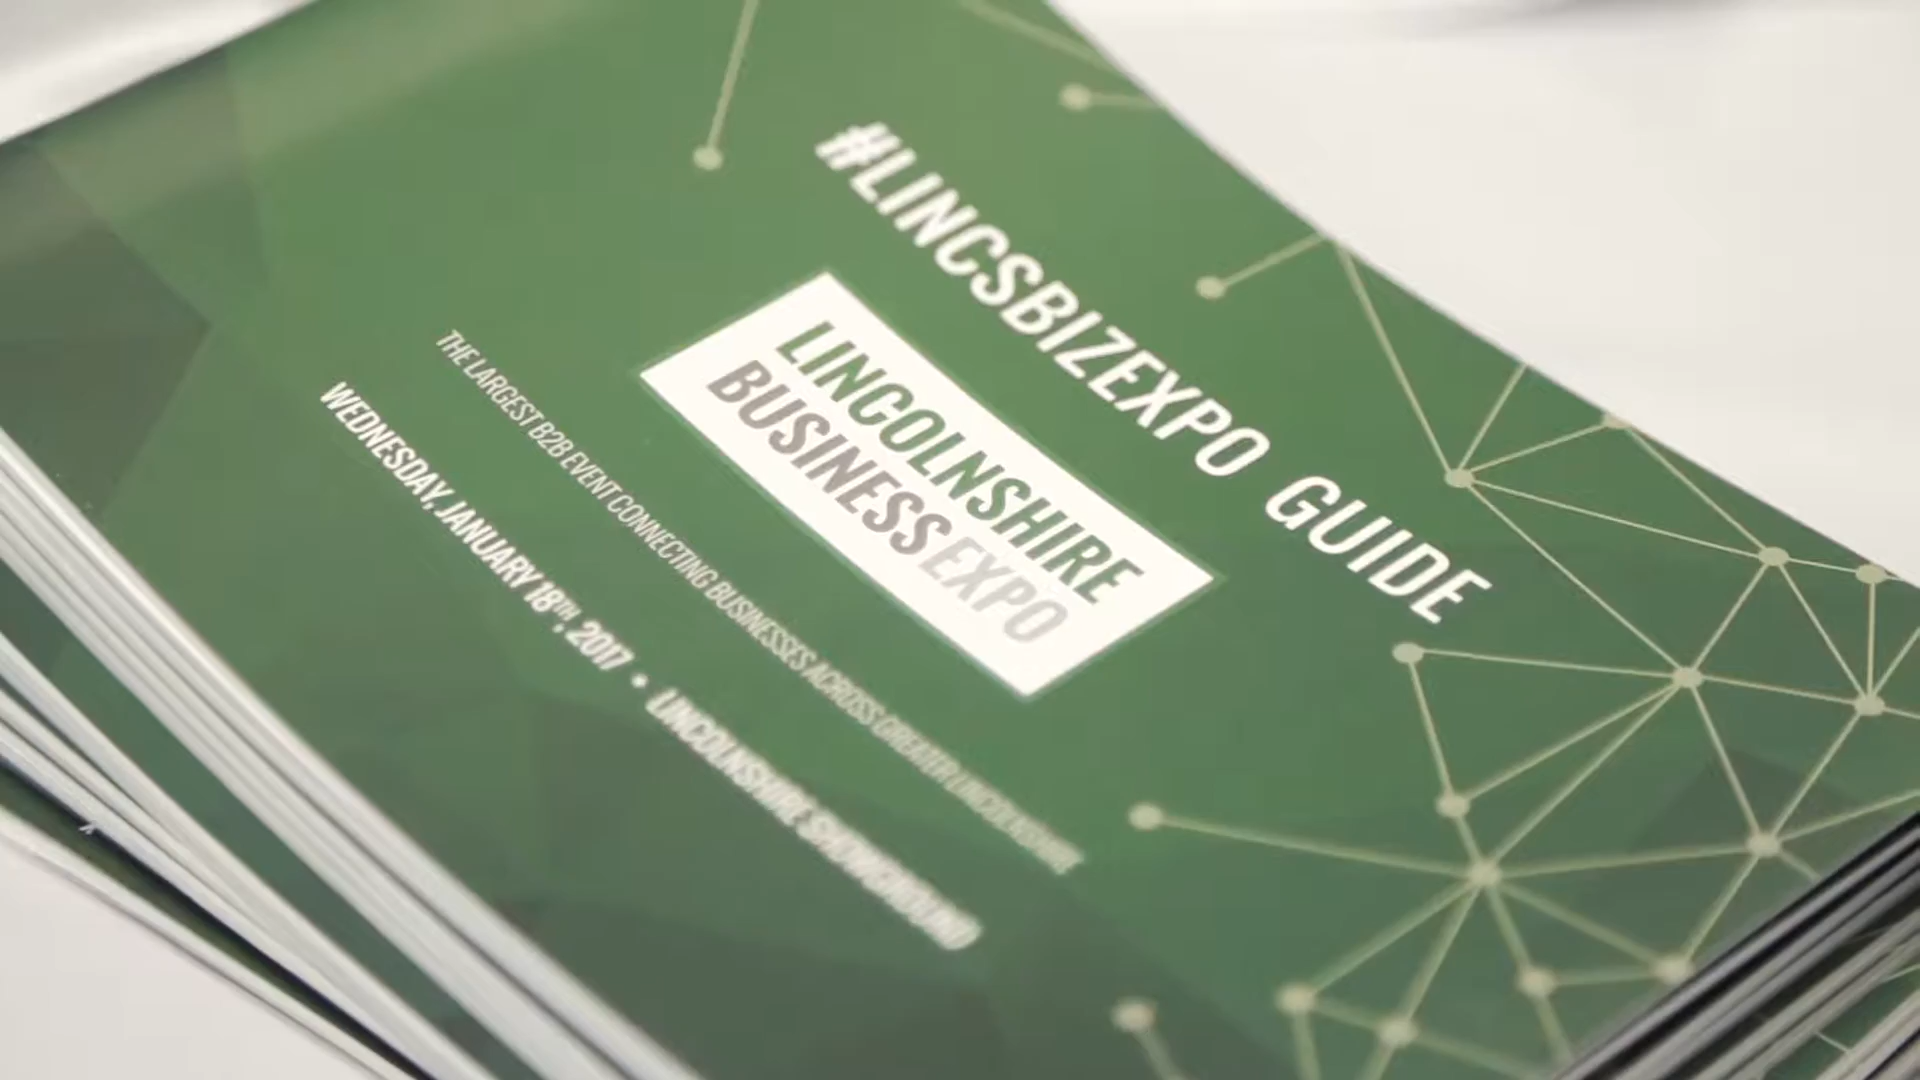 #LINCSBIZEXPO GUIDE
LINCOLNSHIRE
BUSINESS EXPO
THE LARGEST B2B EVENT CONNECTING BUSINESSES ACROSS GREATER LINCOLNSHIRE
WEDNESDAY, JANUARY 18TH, 2017 • LINCOLNSHIRE SHOWGROUND